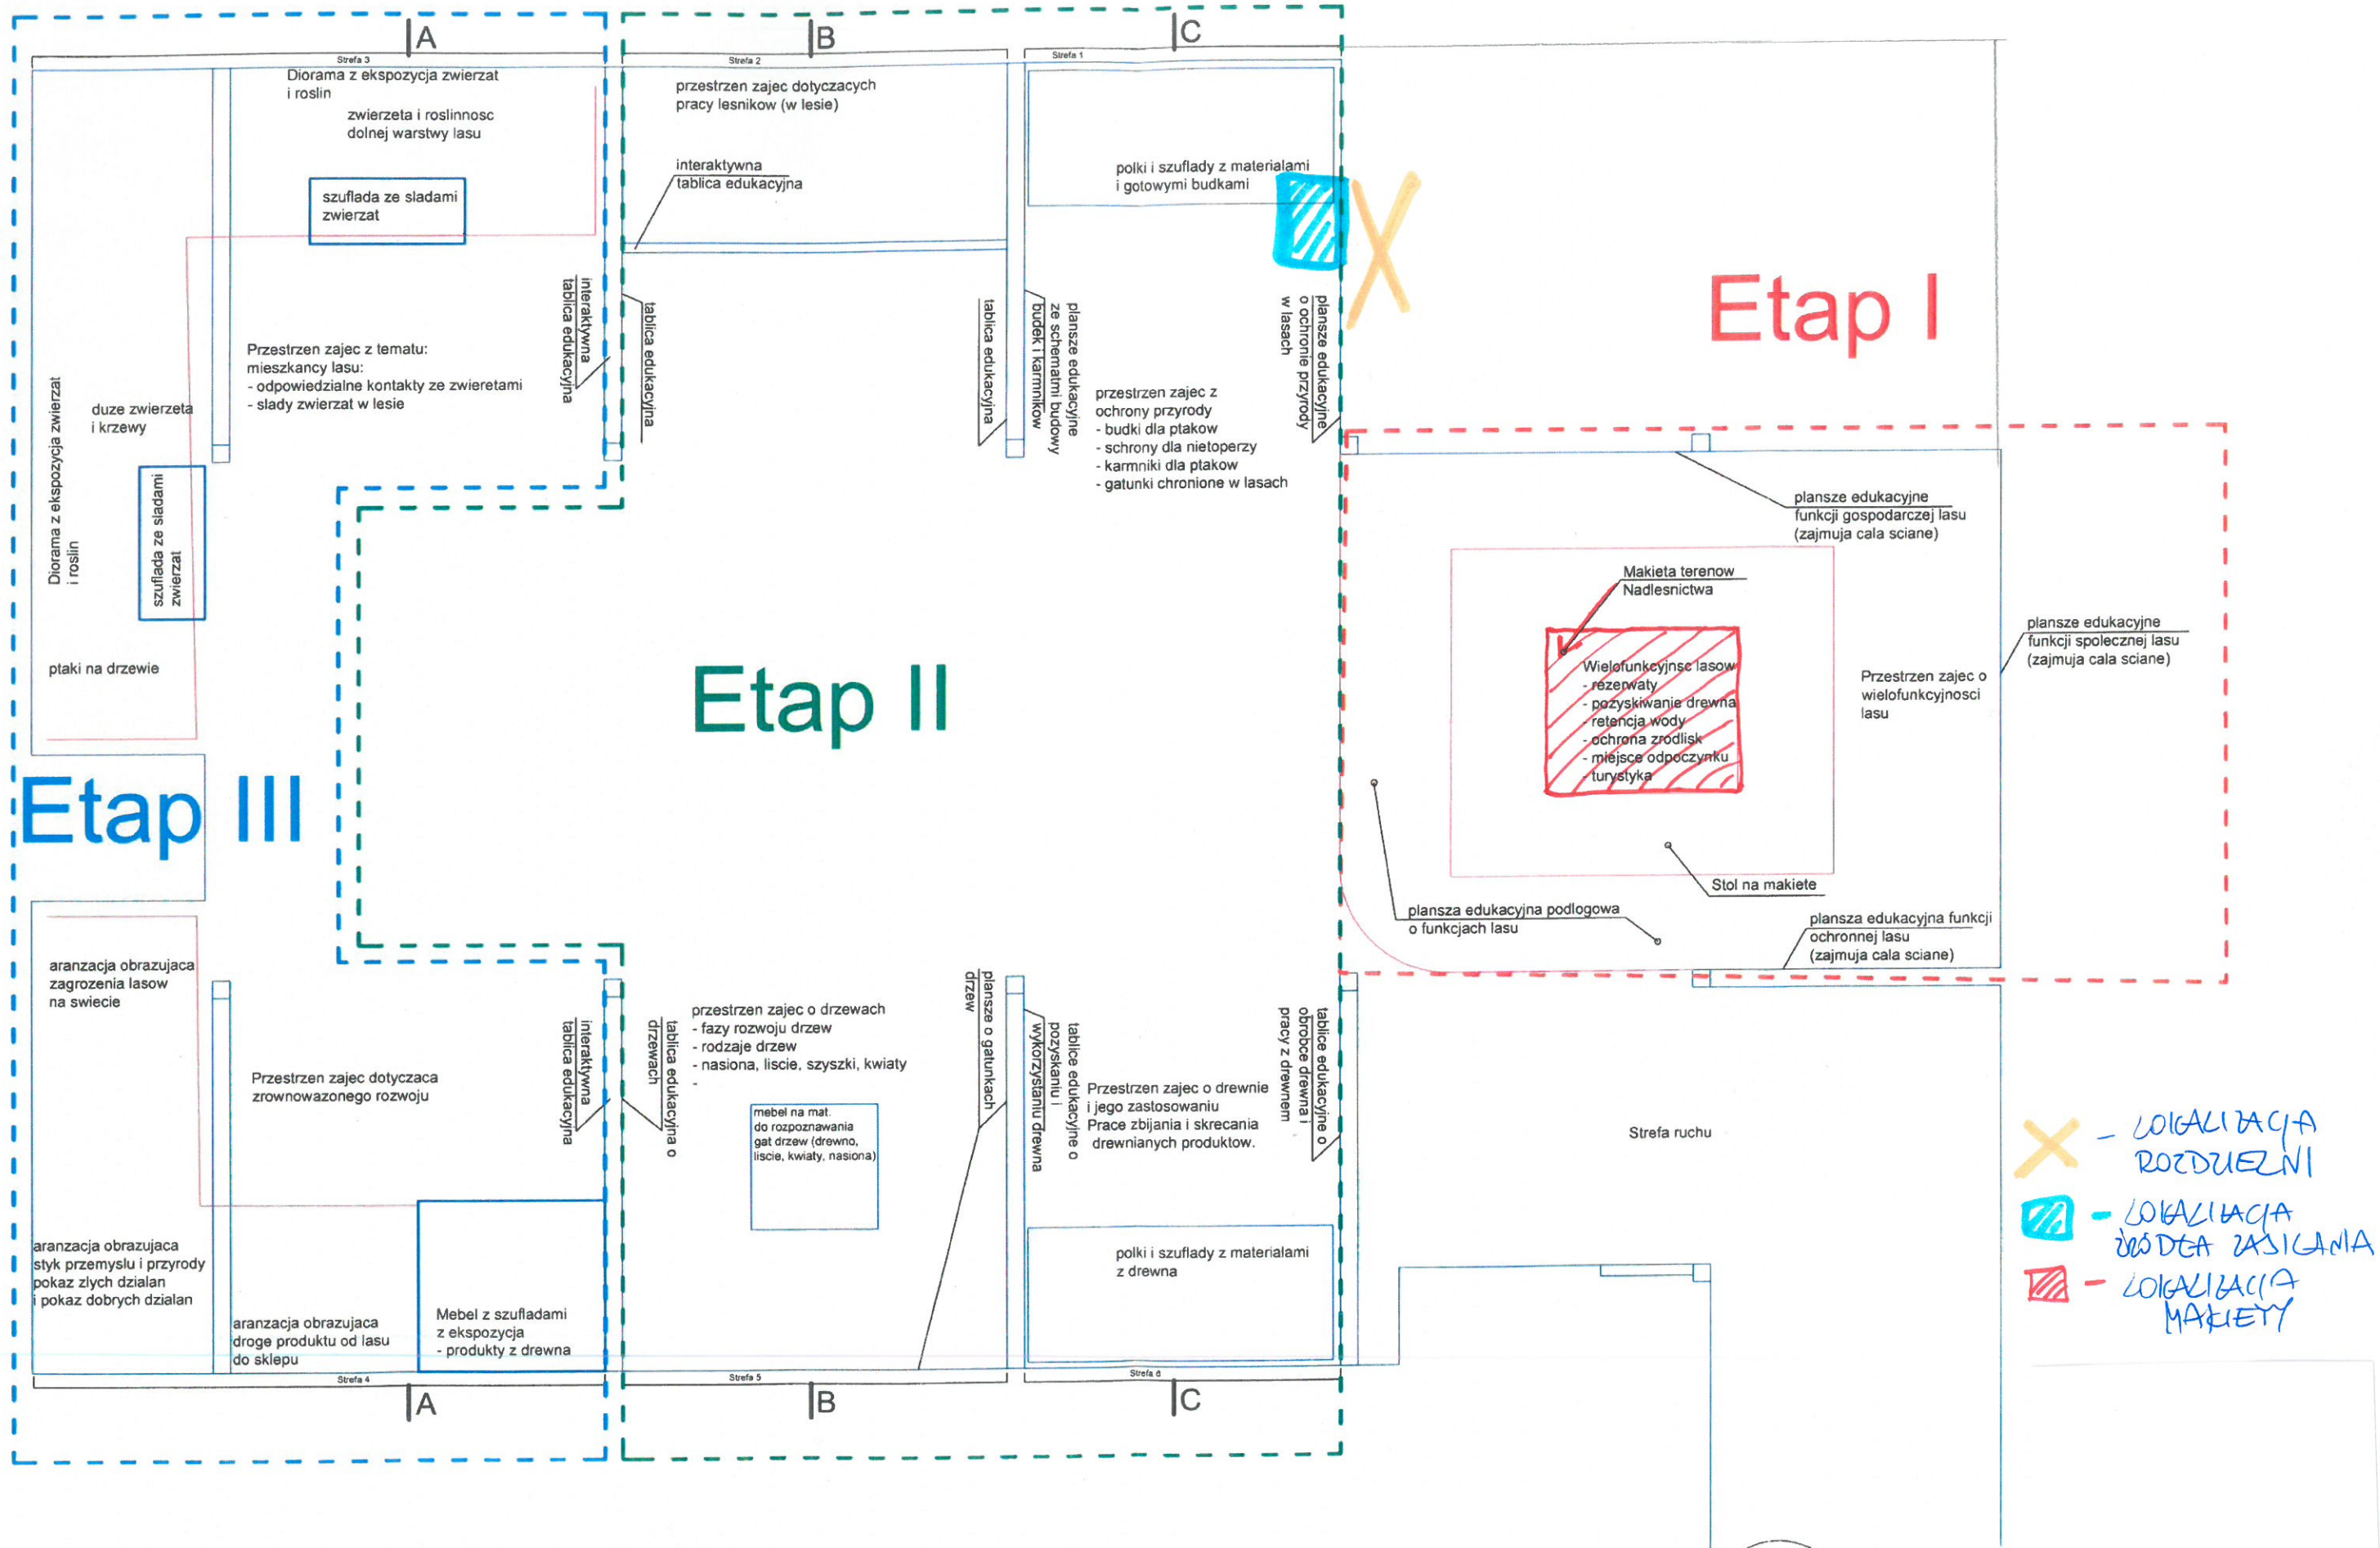 A
B
C
Strefa 3
Strefa 2
Strefa 1
Diorama z ekspozycja zwierzat
i roslin
zwierzeta i roslinnosc
dolnej warstwy lasu
szuflada ze sladami
zwierzat
przestrzen zajec dotyczacych
pracy lesnikow (w lesie)
interaktywna
tablica edukacyjna
polki i szuflady z materialami
i gotowymi budkami
Etap I
interaktywna
tablica edukacyjna
tablica edukacyjna
tablica edukacyjna
plansze edukacyjne
ze schematmi budowy
budek i karmnikow
plansze edukacyjne
o ochronie przyrody
w lasach
Przestrzen zajec z tematu:
mieszkancy lasu:
- odpowiedzialne kontakty ze zwieretami
- slady zwierzat w lesie
przestrzen zajec z
ochrony przyrody
- budki dla ptakow
- schrony dla nietoperzy
- karmniki dla ptakow
- gatunki chronione w lasach
Diorama z ekspozycja zwierzat
i roslin
duze zwierzeta
i krzewy
szuflada ze sladami
zwierzat
ptaki na drzewie
plansze edukacyjne
funkcji gospodarczej lasu
(zajmuja cala sciane)
Makieta terenow
Nadlesnictwa
Wielofunkcyjnsc lasow
- rezerwaty
- pozyskiwanie drewna
- retencja wody
- ochrona zrodlisk
- miejsce odpoczynku
- turystyka
Przestrzen zajec o
wielofunkcyjnosci
lasu
plansze edukacyjne
funkcji spolecznej lasu
(zajmuja cala sciane)
Etap II
Etap III
Stol na makiete
plansza edukacyjna podlogowa
o funkcjach lasu
plansza edukacyjna funkcji
ochronnej lasu
(zajmuja cala sciane)
aranzacja obrazujaca
zagrozenia lasow
na swiecie
Przestrzen zajec dotyczaca
zrownowazonego rozwoju
interaktywna
tablica edukacyjna
tablica edukacyjna o
drzewach
przestrzen zajec o drzewach
- fazy rozwoju drzew
- rodzaje drzew
- nasiona, liscie, szyszki, kwiaty
-
mebel na mat.
do rozpoznawania
gat drzew (drewno,
liscie, kwiaty, nasiona)
plansze o gatunkach
drzew
tablice edukacyjne o
pozyskaniu i
wykorzystaniu drewna
Przestrzen zajec o drewnie
i jego zastosowaniu
Prace zbijania i skrecania
drewnianych produktow.
tablice edukacyjne o
obrobce drewna i
pracy z drewnem
Strefa ruchu
- LOKALIZACJA
ROZDZIELNI
- LOKALIZACJA
ŹRÓDŁA ZASILANIA
- LOKALIZACJA
MAKIETY
aranzacja obrazujaca
styk przemyslu i przyrody
pokaz zlych dzialan
i pokaz dobrych dzialan
aranzacja obrazujaca
droge produktu od lasu
do sklepu
Mebel z szufladami
z ekspozycja
- produkty z drewna
polki i szuflady z materialami
z drewna
Strefa 4
Strefa 5
Strefa 6
A
B
C